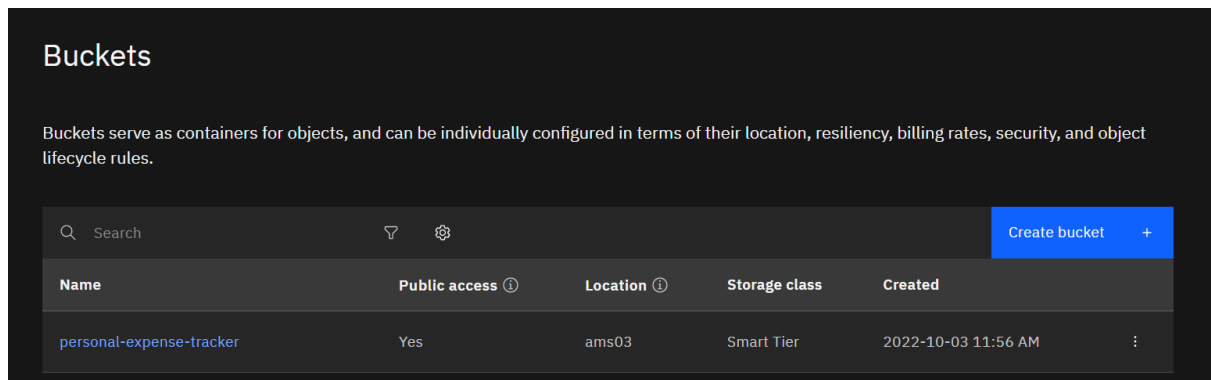 Buckets
Buckets serve as containers for objects, and can be individually configured in terms of their location, resiliency, billing rates, security, and object
lifecycle rules.
Search Create bucket +
Name Public access Location Storage class Created
personal-expense-tracker Yes ams03 Smart Tier 2022-10-03 11:56 AM